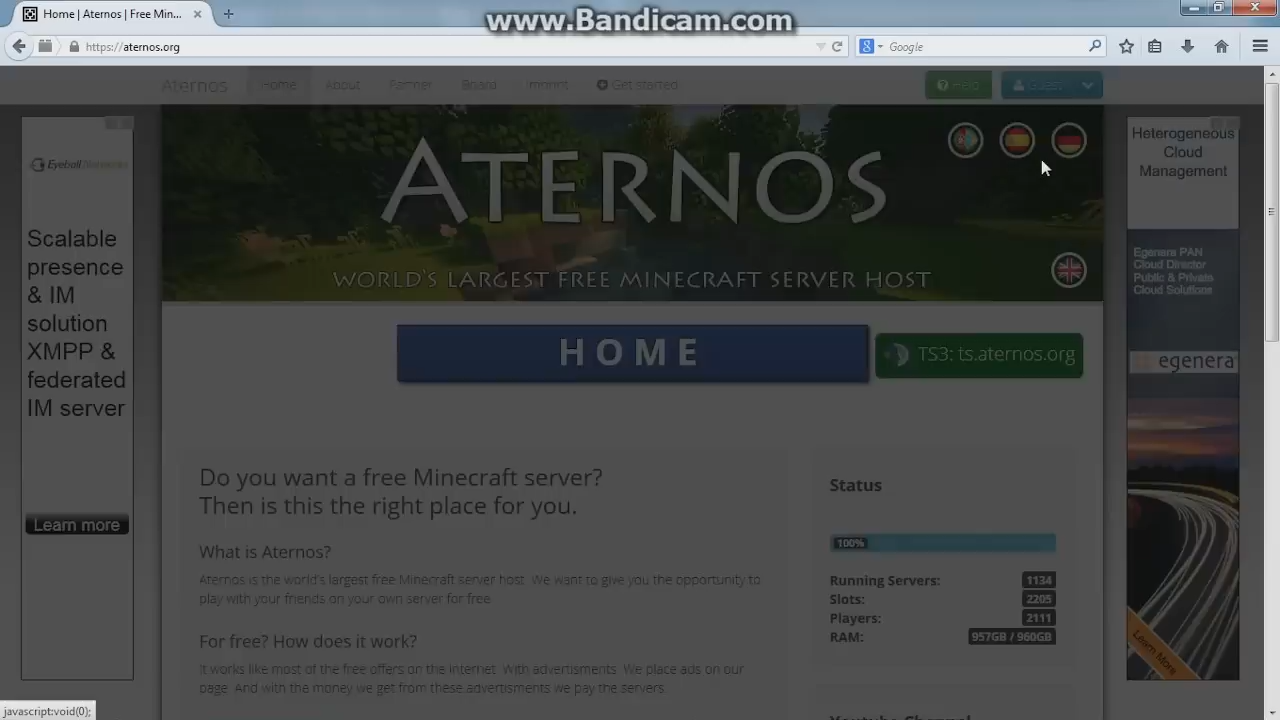 www.Bandicam.com
Home | Aternos | Free Min...
https://aternos.org
Google
Aternos Home About Partner Board Imprint Get started Help Guest
ATERNOS
WORLD'S LARGEST FREE MINECRAFT SERVER HOST
HOME
TS3: ts.aternos.org
Scalable
presence
& IM
solution
XMPP &
federated
IM server
Learn more
Do you want a free Minecraft server?
Then is this the right place for you.
What is Aternos?
Aternos is the world's largest free Minecraft server host. We want to give you the opportunity to
play with your friends on your own server for free.
For free? How does it work?
It works like most of the free offers on the internet. With advertisments. We place ads on our
page. And with the money we get from these advertisments we pay the servers.
Status
100%
Running Servers: 1134
Slots: 2205
Players: 2111
RAM: 957GB / 960GB
Youtube Channel
Heterogeneous
Cloud
Management
Egenera PAN
Cloud Director
Public & Private
Cloud Solutions
egenera
Learn More
javascript:void(0);